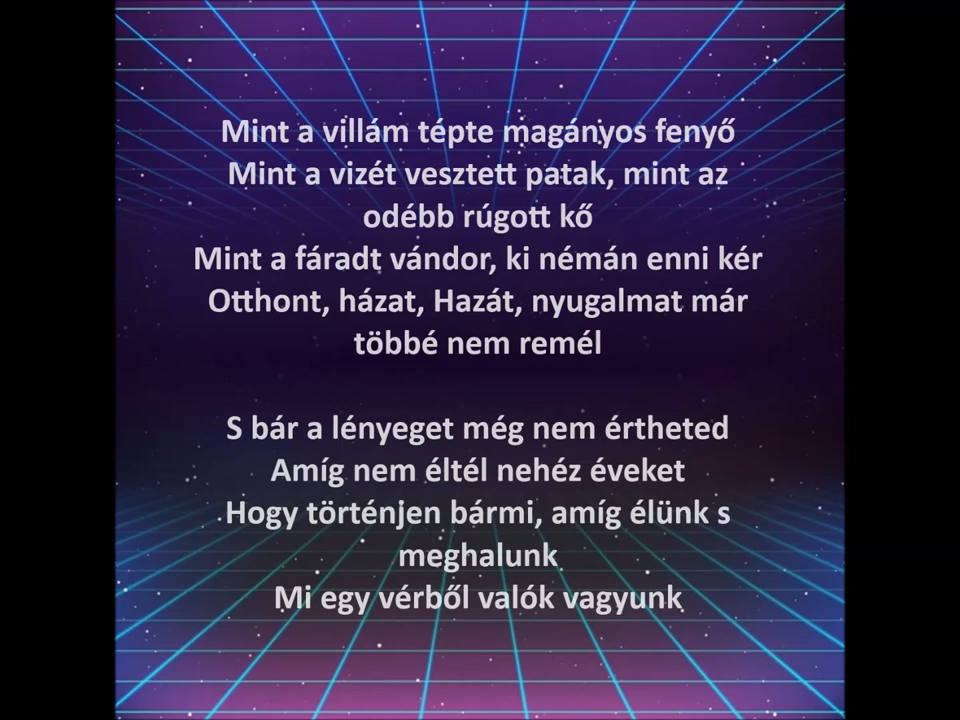 Mint a villám tépte magányos fenyő
Mint a vizét vesztett patak, mint az
odébb rúgott kő
Mint a fáradt vándor, ki némán enni kér
Otthont, házat, Hazát, nyugalmat már
többé nem remél
S bár a lényeget még nem értheted
Amíg nem éltél nehéz éveket
Hogy történjen bármi, amíg élünk s
meghalunk
Mi egy vérből valók vagyunk